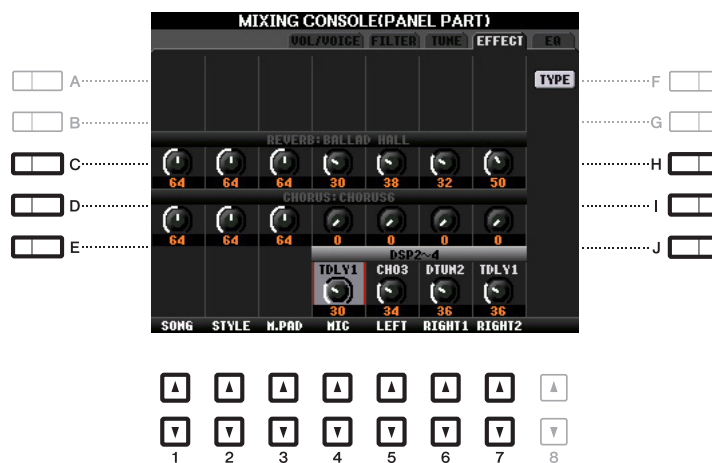 MIXING CONSOLE(PANEL PART)
VOL/VOICE FILTER TUNE EFFECT EQ
A TYPE F
B G
REVERB:BALLAD HALL
C H
64 64 64 30 38 32 50
CHORUS:CHORUS6
D I
64 64 64 0 0 0 0
E DSP2~4 J
TDLY1 CHO3 DTUN2 TDLY1
30 34 36 36
SONG STYLE M.PAD MIC LEFT RIGHT1 RIGHT2
1 2 3 4 5 6 7 8